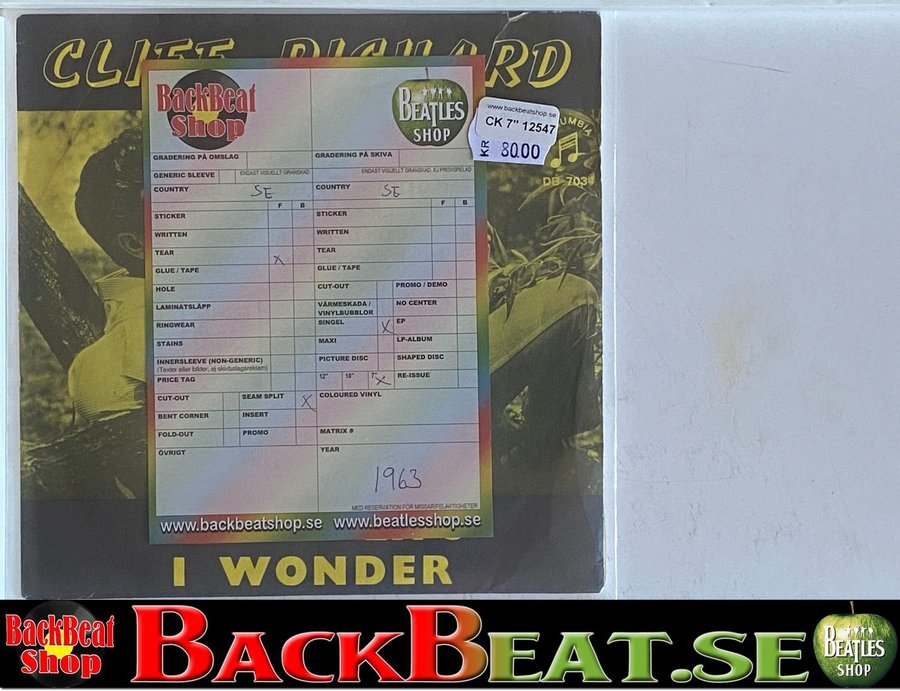 CLIFF RICHARD
BackBeat
Shop
BEATLES
SHOP
www.backbeatshop.se
CK 7" 12547
KR 80.00
UMBIA
DB 703
GRADERING PÅ OMSLAG
GRADERING PÅ SKIVA
GENERIC SLEEVE
ENDAST VISUELLT GRANSKAD
ENDAST VISUELLT GRANSKAD, EJ PROVSPELAD
COUNTRY SE
COUNTRY SE
F B
F B
STICKER
STICKER
WRITTEN
WRITTEN
TEAR X
TEAR
GLUE / TAPE
GLUE / TAPE
HOLE
CUT-OUT
PROMO / DEMO
LAMINATSLÄPP
VÄRMESKADA /
VINYLBUBBLOR
NO CENTER
RINGWEAR
SINGEL X
EP
STAINS
MAXI
LP-ALBUM
INNERSLEEVE (NON-GENERIC)
(Texter eller bilder, ej skivbolagsreklam)
PICTURE DISC
SHAPED DISC
PRICE TAG
12" 10" 7" X
RE-ISSUE
CUT-OUT
SEAM SPLIT X
COLOURED VINYL
BENT CORNER
INSERT
FOLD-OUT
PROMO
MATRIX #
ÖVRIGT
YEAR
1963
MED RESERVATION FÖR MISSAR/FELAKTIGHETER
www.backbeatshop.se www.beatlesshop.se
I WONDER
BackBeat
Shop
BACKBEAT.SE
BEATLES
SHOP